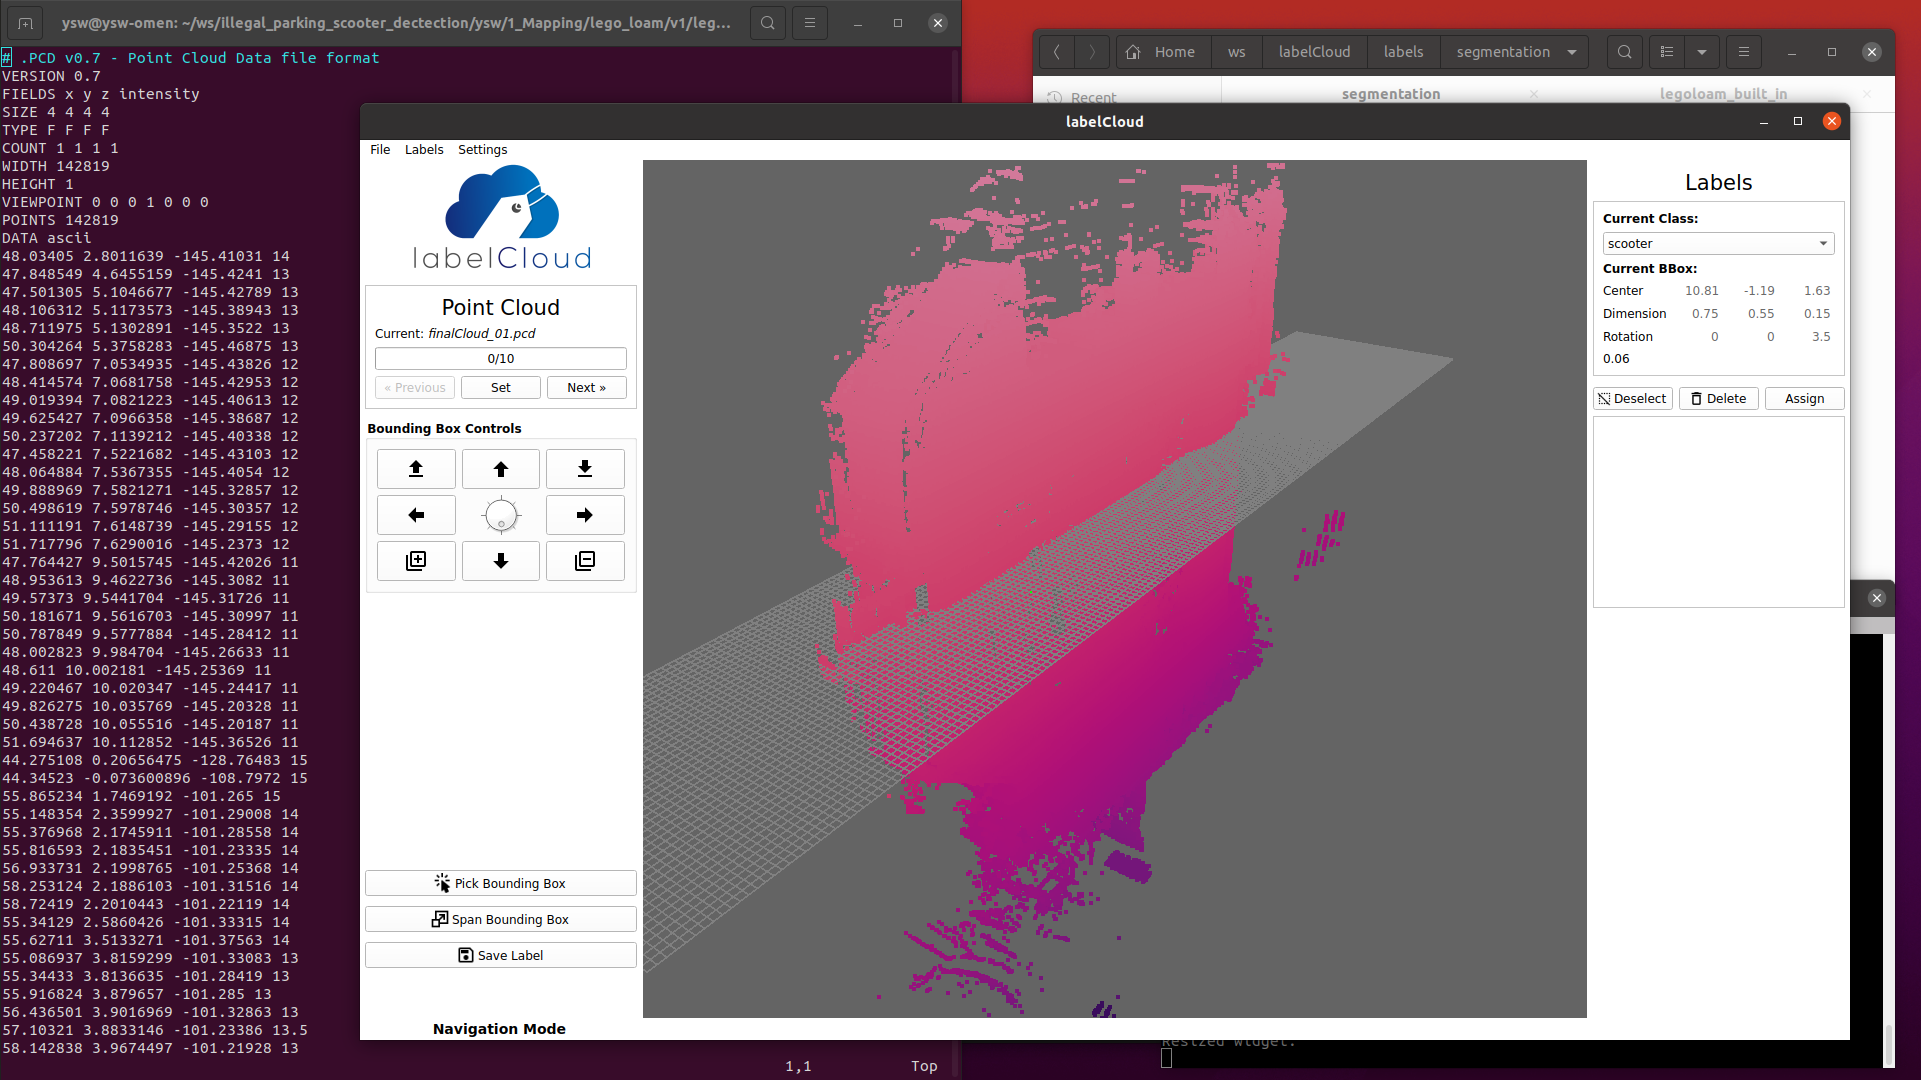 ysw@ysw-omen: ~/ws/illegal_parking_scooter_dectection/ysw/1_Mapping/lego_loam/v1/leg...
# .PCD v0.7 - Point Cloud Data file format
VERSION 0.7
FIELDS x y z intensity
SIZE 4 4 4 4
TYPE F F F F
COUNT 1 1 1 1
WIDTH 142819
HEIGHT 1
VIEWPOINT 0 0 0 1 0 0 0
POINTS 142819
DATA ascii
48.03405 2.8011639 -145.41031 14
47.848549 4.6455159 -145.4241 13
47.501305 5.1046677 -145.42789 13
48.106312 5.1173573 -145.38943 13
48.711975 5.1302891 -145.3522 13
50.304264 5.3758283 -145.46875 13
47.808697 7.0534935 -145.43826 12
48.414574 7.0681758 -145.42953 12
49.019394 7.0821223 -145.40613 12
49.625427 7.0966358 -145.38687 12
50.237202 7.1139212 -145.40338 12
47.458221 7.5221682 -145.43103 12
48.064884 7.5367355 -145.4054 12
49.888969 7.5821271 -145.32857 12
50.498619 7.5978746 -145.30357 12
51.111191 7.6148739 -145.29155 12
51.717796 7.6290016 -145.2373 12
47.764427 9.5015745 -145.42026 11
48.953613 9.4622736 -145.3082 11
49.57373 9.5441704 -145.31726 11
50.181671 9.5616703 -145.30997 11
50.787849 9.5777884 -145.28412 11
48.002823 9.984704 -145.26633 11
48.611 10.002181 -145.25369 11
49.220467 10.020347 -145.24417 11
49.826275 10.035769 -145.20328 11
50.438728 10.055516 -145.20187 11
51.694637 10.112852 -145.36526 11
44.275108 0.20656475 -128.76483 15
44.34523 -0.073600896 -108.7972 15
55.865234 1.7469192 -101.265 15
55.148354 2.3599927 -101.29008 14
55.376968 2.1745911 -101.28558 14
55.816593 2.1835451 -101.23335 14
56.933731 2.1998765 -101.25368 14
58.253124 2.1886103 -101.31516 14
58.72419 2.2010443 -101.22119 14
55.34129 2.5860426 -101.33315 14
55.62711 3.5133271 -101.37563 14
55.086937 3.8159299 -101.33083 13
55.34433 3.8136635 -101.28419 13
55.916824 3.879657 -101.285 13
56.436501 3.9016969 -101.32863 13
57.10321 3.8833146 -101.23386 13.5
58.142838 3.9674497 -101.21928 13
1,1 Top
Home ws labelCloud labels segmentation
Recent segmentation legoloam_built_in
labelCloud
File Labels Settings
labelCloud
Point Cloud
Current: finalCloud_01.pcd
0/10
« Previous Set Next »
Bounding Box Controls
Pick Bounding Box
Span Bounding Box
Save Label
Navigation Mode
Labels
Current Class:
scooter
Current BBox:
Center 10.81 -1.19 1.63
Dimension 0.75 0.55 0.15
Rotation 0 0 3.5
0.06
Deselect Delete Assign
Resized widget.